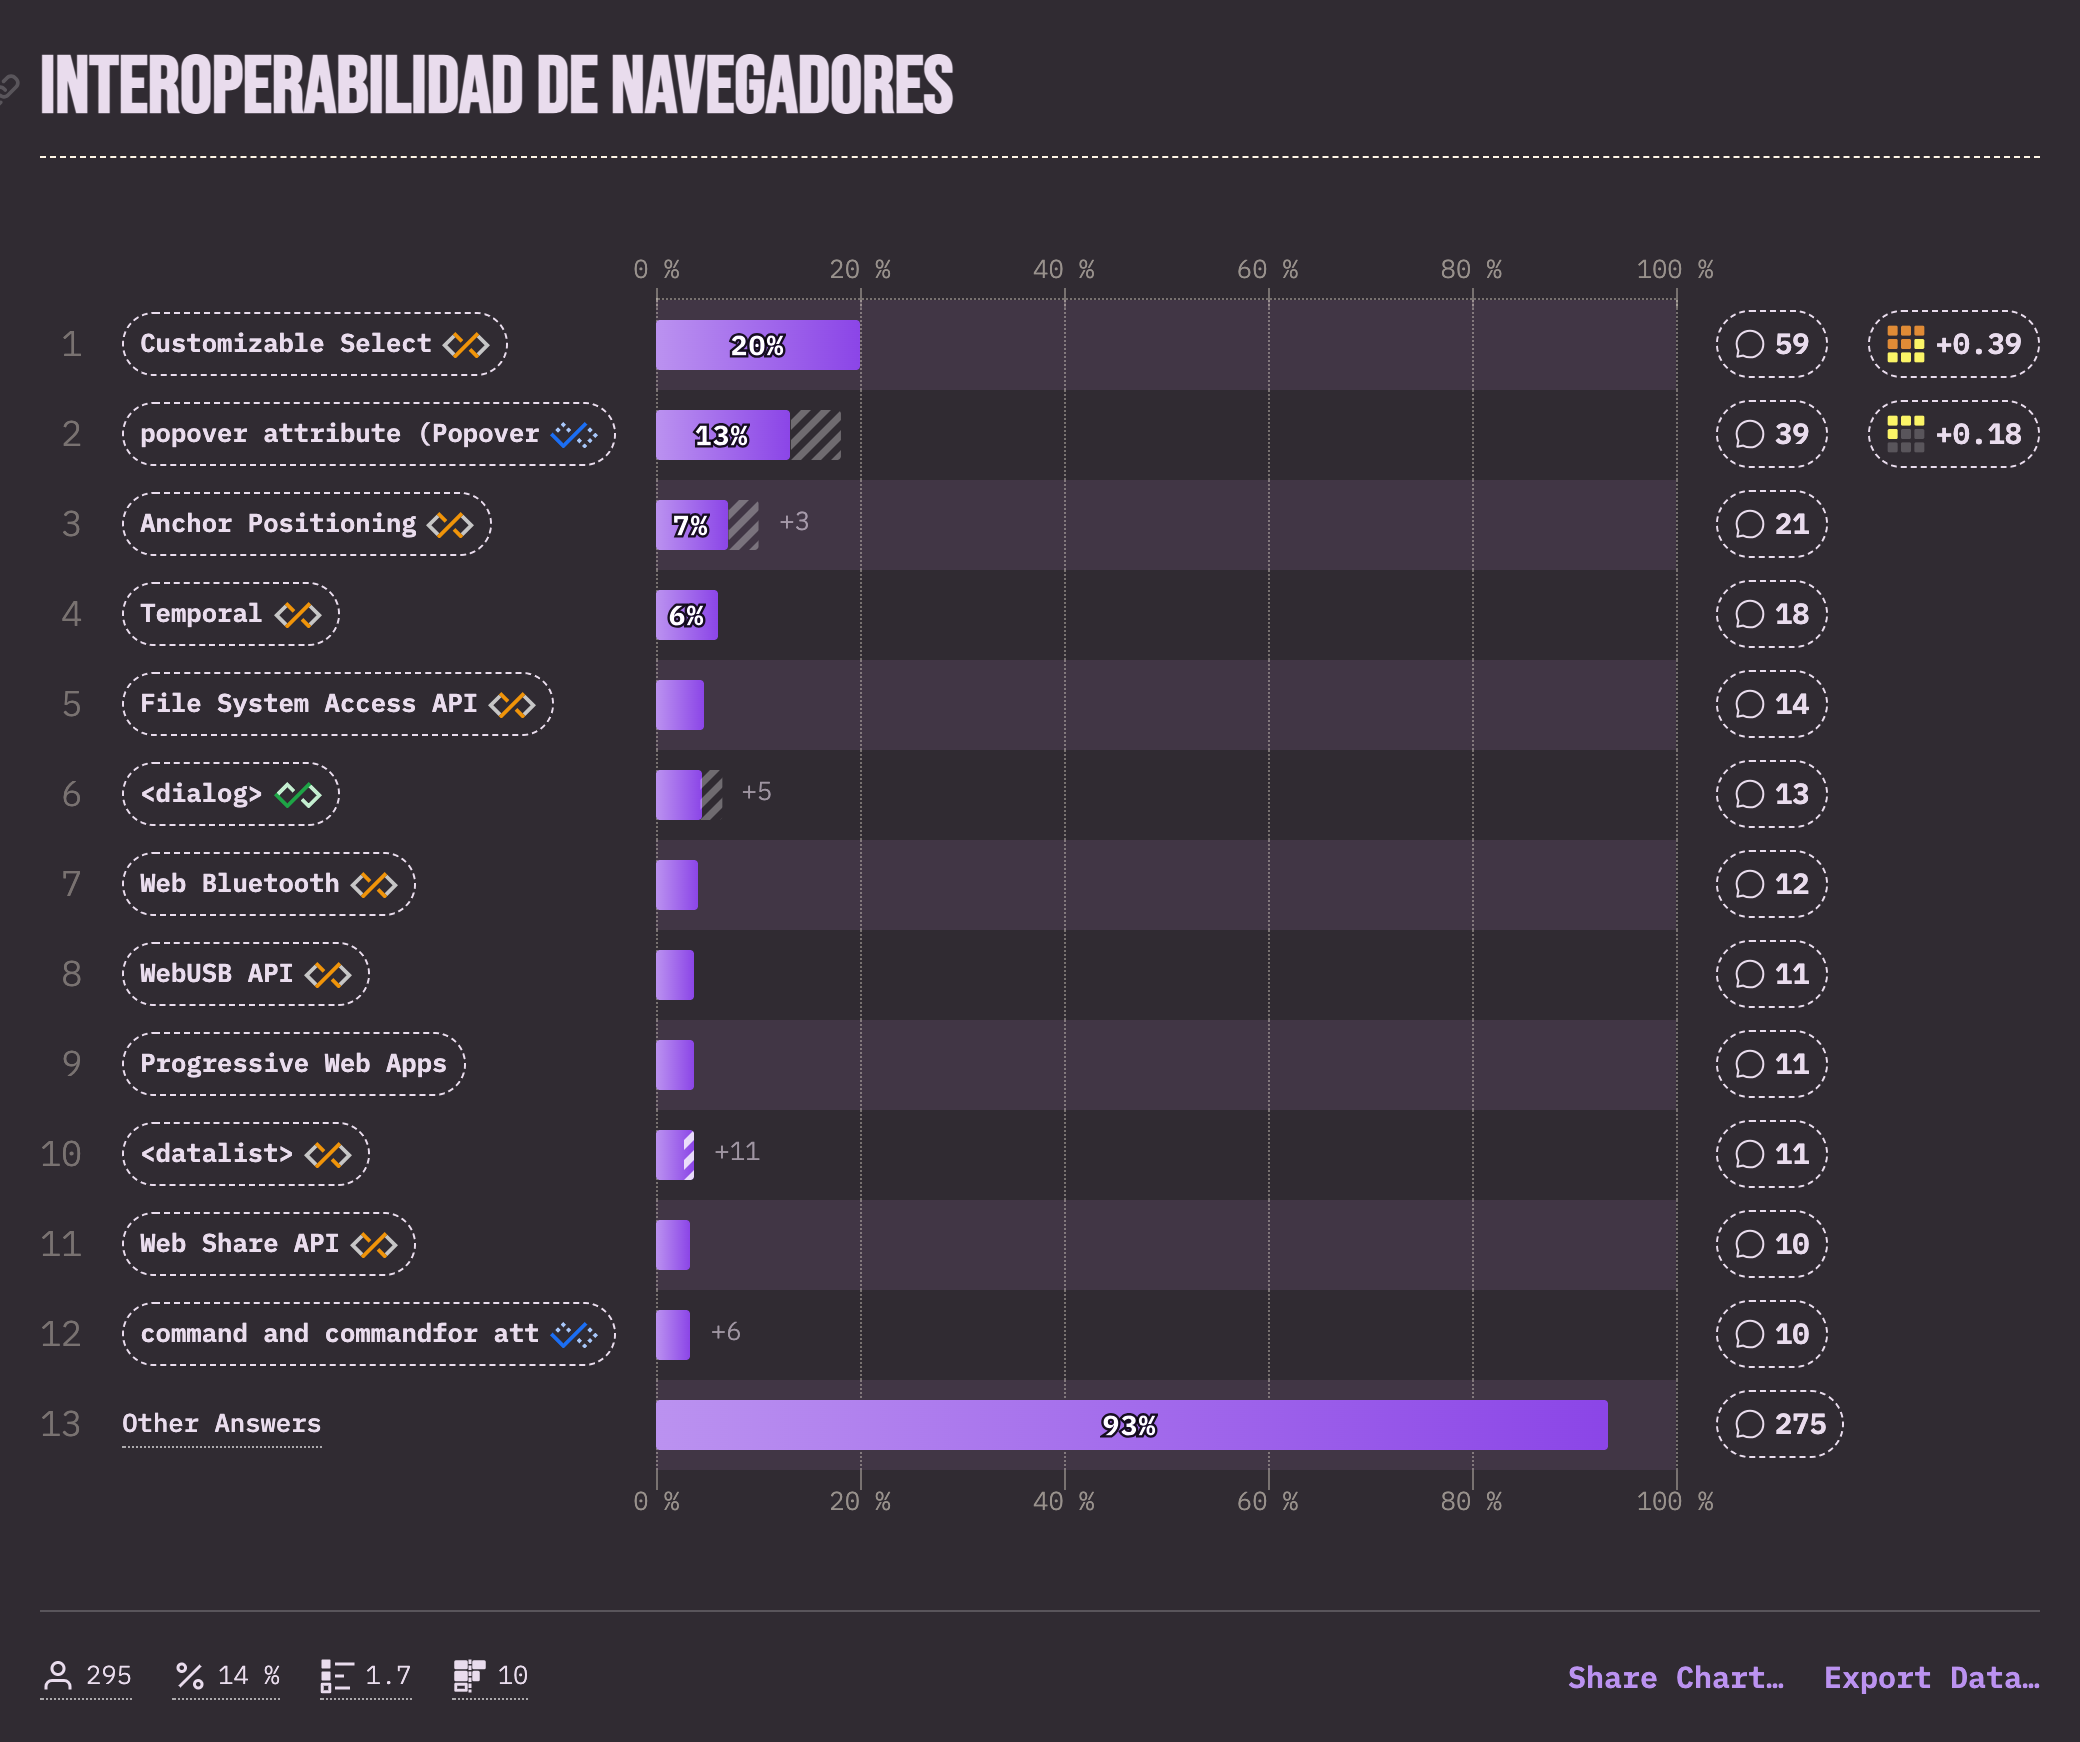 INTEROPERABILIDAD DE NAVEGADORES
0 % 20 % 40 % 60 % 80 % 100 %
1 Customizable Select 20% 59 +0.39
2 popover attribute (Popover 13% 39 +0.18
3 Anchor Positioning 7% +3 21
4 Temporal 6% 18
5 File System Access API 14
6 <dialog> +5 13
7 Web Bluetooth 12
8 WebUSB API 11
9 Progressive Web Apps 11
10 <datalist> +11 11
11 Web Share API 10
12 command and commandfor att +6 10
13 Other Answers 93% 275
0 % 20 % 40 % 60 % 80 % 100 %
295 14 % 1.7 10 Share Chart… Export Data…